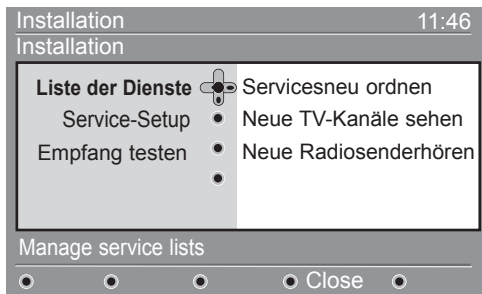 Installation 11:46
Installation
Liste der Dienste Servicesneu ordnen
Service-Setup Neue TV-Kanäle sehen
Empfang testen Neue Radiosenderhören
Manage service lists
Close